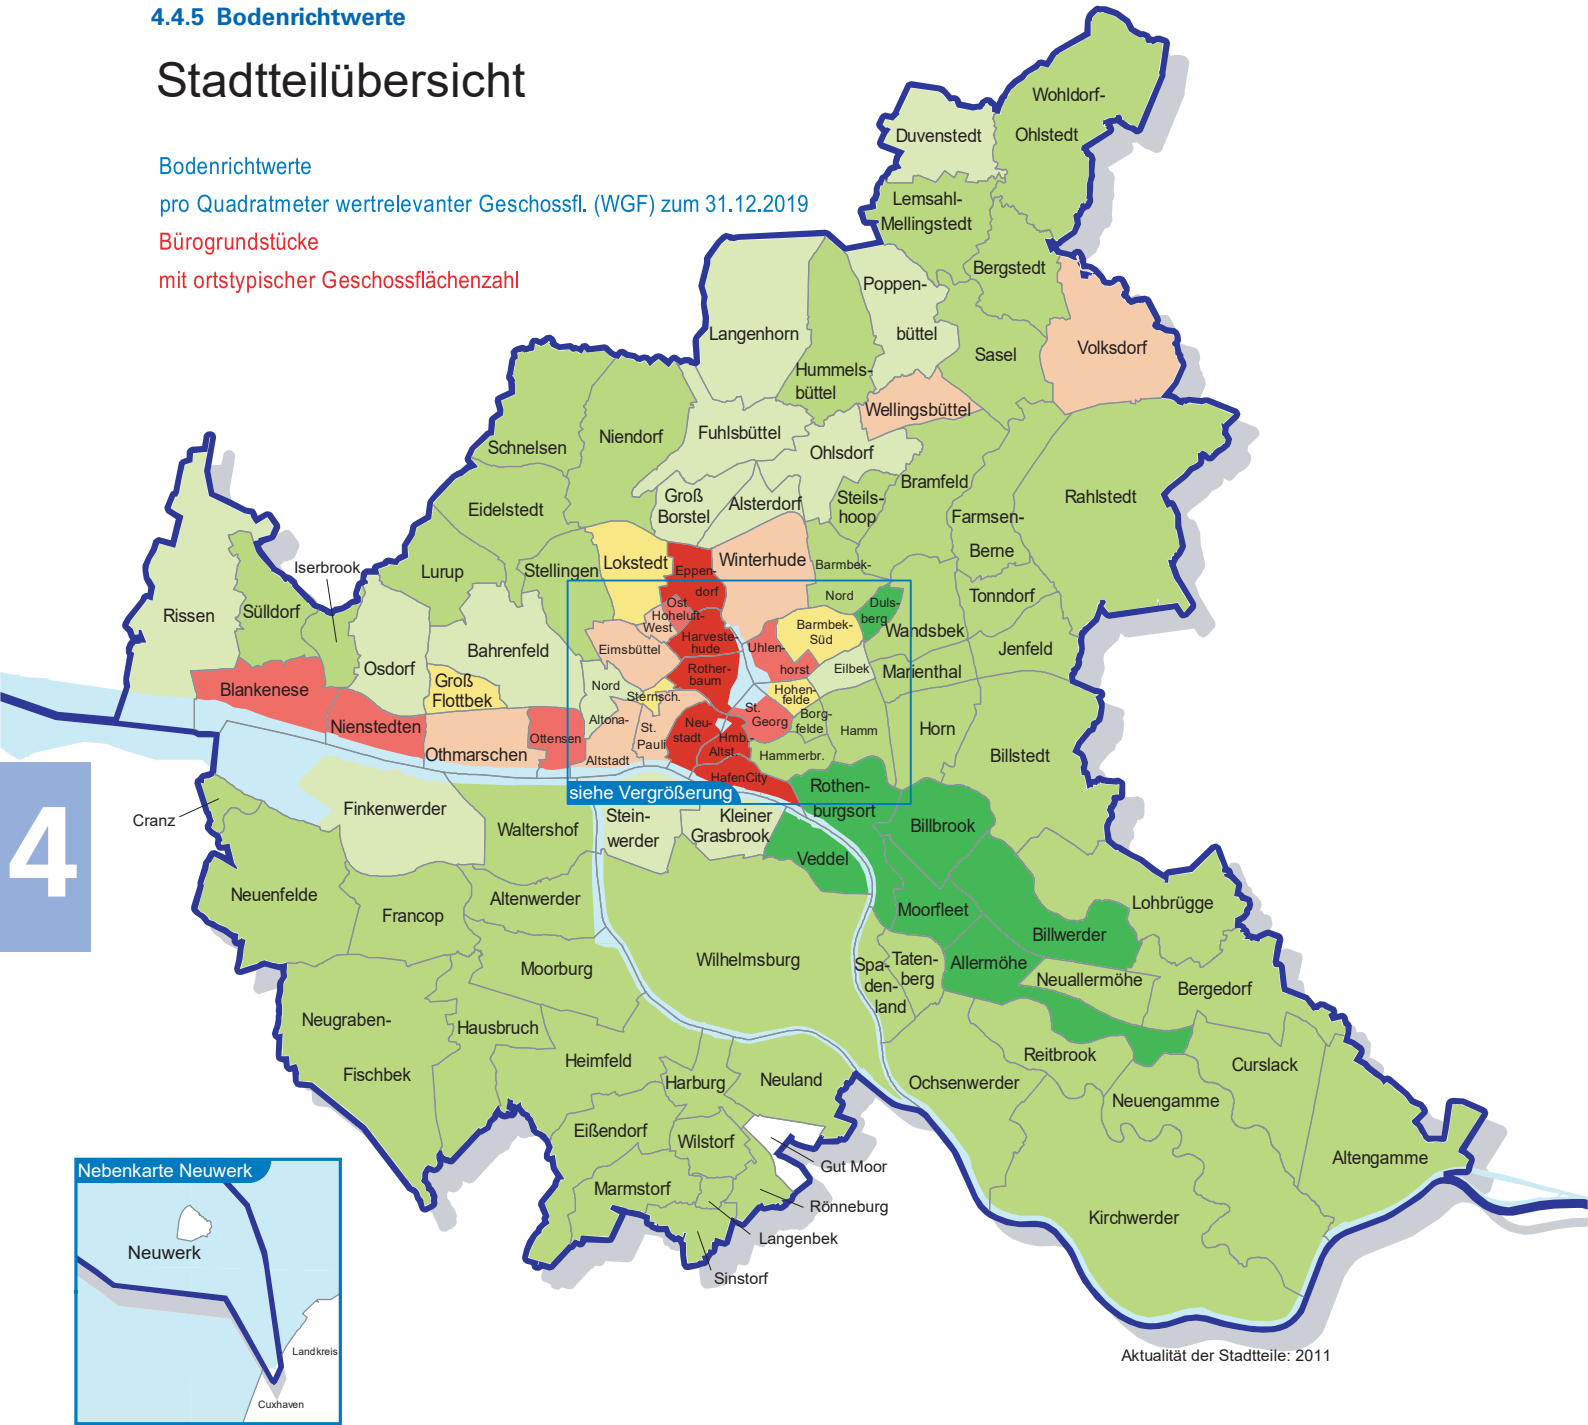 4.4.5 Bodenrichtwerte
Stadtteilübersicht
Bodenrichtwerte
pro Quadratmeter wertrelevanter Geschossfl. (WGF) zum 31.12.2019
Bürogrundstücke
mit ortstypischer Geschossflächenzahl
Wohldorf-
Ohlstedt
Duvenstedt
Lemsahl-
Mellingstedt
Bergstedt
Poppen-
büttel
Langenhorn
Hummels-
büttel
Sasel
Volksdorf
Wellingsbüttel
Schnelsen
Niendorf
Fuhlsbüttel
Ohlsdorf
Bramfeld
Rahlstedt
Eidelstedt
Groß
Borstel
Alsterdorf
Steils-
hoop
Farmsen-
Berne
Iserbrook
Lurup
Stellingen
Lokstedt
Eppen-
dorf
Winterhude
Barmbek-
Nord
Tonndorf
Rissen
Sülldorf
Ost
Hoheluft-
West
Duls-
berg
Barmbek-
Süd
Wandsbek
Osdorf
Bahrenfeld
Eimsbüttel
Harveste-
hude
Uhlen-
horst
Jenfeld
Blankenese
Groß
Flottbek
Nord
Sternsch.
Rother-
baum
Eilbek
Marienthal
Hohen-
felde
Nienstedten
Othmarschen
Ottensen
Altona-
Altstadt
St.
Pauli
Neu-
stadt
Hmb.-
Altst.
St.
Georg
Borg-
felde
Hamm
Horn
Billstedt
Hammerbr.
HafenCity
siehe Vergrößerung
Rothen-
burgsort
Billbrook
4
Cranz
Finkenwerder
Waltershof
Stein-
werder
Kleiner
Grasbrook
Veddel
Neuenfelde
Francop
Altenwerder
Moorfleet
Lohbrügge
Billwerder
Moorburg
Wilhelmsburg
Spa-
den-
land
Taten-
berg
Allermöhe
Neuallermöhe
Bergedorf
Neugraben-
Fischbek
Hausbruch
Heimfeld
Harburg
Neuland
Reitbrook
Curslack
Ochsenwerder
Neuengamme
Eißendorf
Wilstorf
Gut Moor
Altengamme
Marmstorf
Rönneburg
Langenbek
Sinstorf
Kirchwerder
Nebenkarte Neuwerk
Neuwerk
Landkreis
Cuxhaven
Aktualität der Stadtteile: 2011